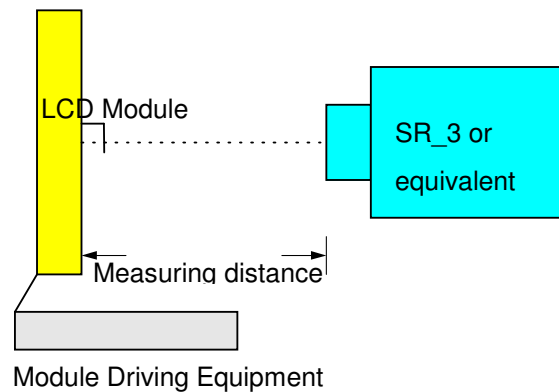 LCD Module
SR_3 or
equivalent
Measuring distance
Module Driving Equipment